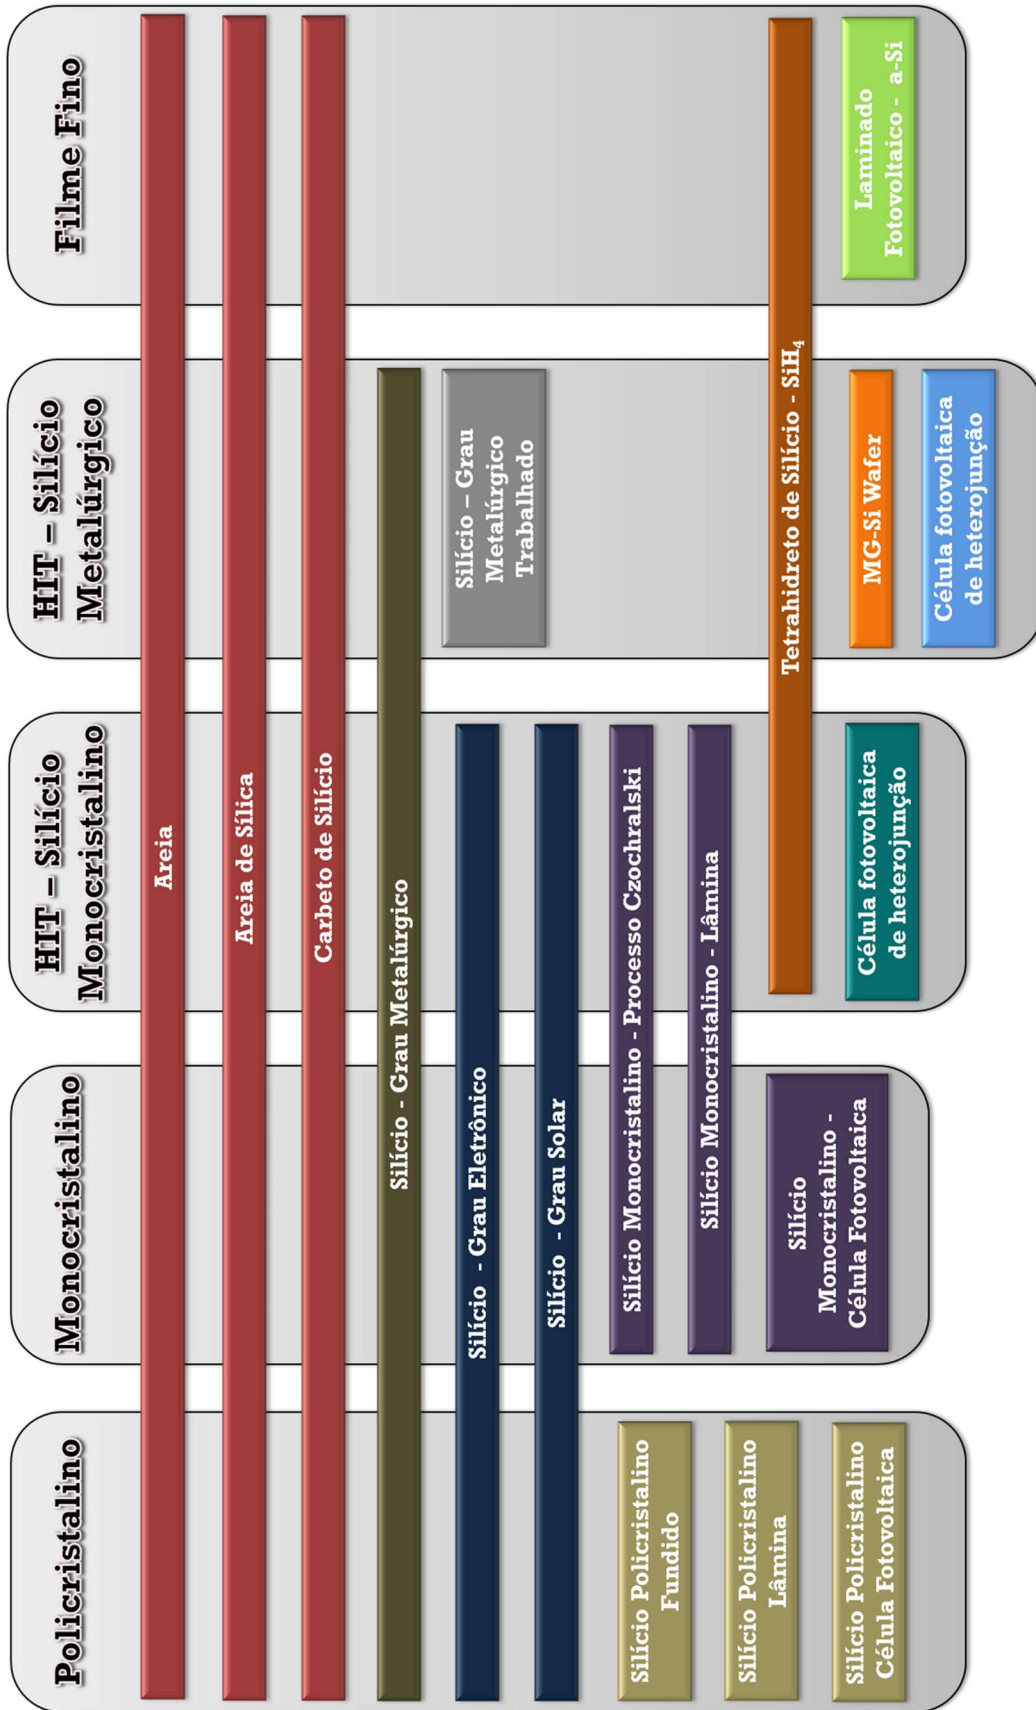 Policristalino
Monocristalino
HIT – Silício
Monocristalino
HIT – Silício
Metalúrgico
Filme Fino
Areia
Areia de Sílica
Carbeto de Silício
Silício - Grau Metalúrgico
Silício - Grau Eletrônico
Silício – Grau
Metalúrgico
Trabalhado
Silício - Grau Solar
Silício Policristalino
Fundido
Silício Monocristalino - Processo Czochralski
Silício Policristalino
Lâmina
Silício Monocristalino - Lâmina
Tetrahidreto de Silício - SiH₄
Silício Policristalino
Célula Fotovoltaica
Silício
Monocristalino -
Célula Fotovoltaica
Célula fotovoltaica
de heterojunção
MG-Si Wafer
Célula fotovoltaica
de heterojunção
Laminado
Fotovoltaico - a-Si